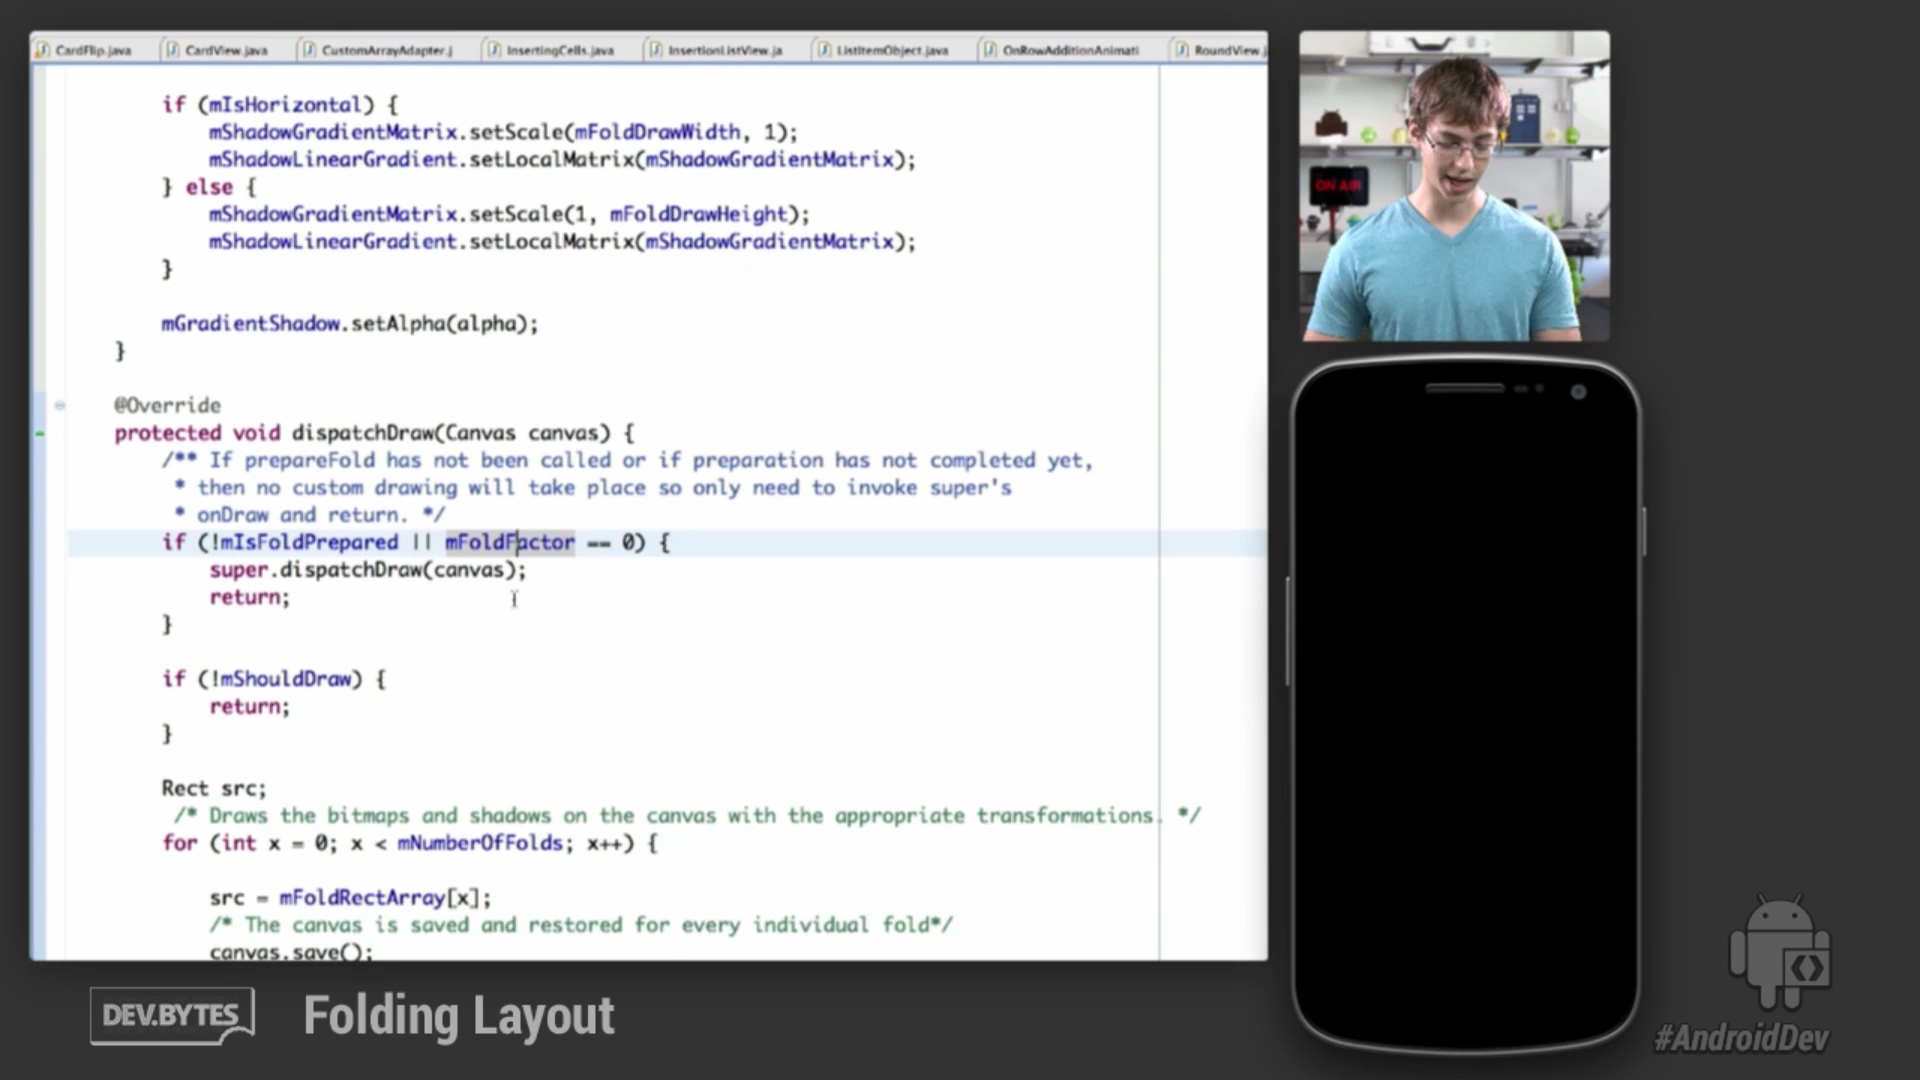 CardFlip.java CardView.java CustomArrayAdapter.j InsertingCells.java InsertionListView.ja ListItemObject.java OnRowAdditionAnimati RoundView.j
if (mIsHorizontal) {
mShadowGradientMatrix.setScale(mFoldDrawWidth, 1);
mShadowLinearGradient.setLocalMatrix(mShadowGradientMatrix);
} else {
mShadowGradientMatrix.setScale(1, mFoldDrawHeight);
mShadowLinearGradient.setLocalMatrix(mShadowGradientMatrix);
}
mGradientShadow.setAlpha(alpha);
}
@Override
protected void dispatchDraw(Canvas canvas) {
/** If prepareFold has not been called or if preparation has not completed yet,
* then no custom drawing will take place so only need to invoke super's
* onDraw and return. */
if (!mIsFoldPrepared || mFoldFactor == 0) {
super.dispatchDraw(canvas);
return;
}
if (!mShouldDraw) {
return;
}
Rect src;
/* Draws the bitmaps and shadows on the canvas with the appropriate transformations. */
for (int x = 0; x < mNumberOfFolds; x++) {
src = mFoldRectArray[x];
/* The canvas is saved and restored for every individual fold*/
canvas.save();
ON AIR
DEV.BYTES
Folding Layout
#AndroidDev